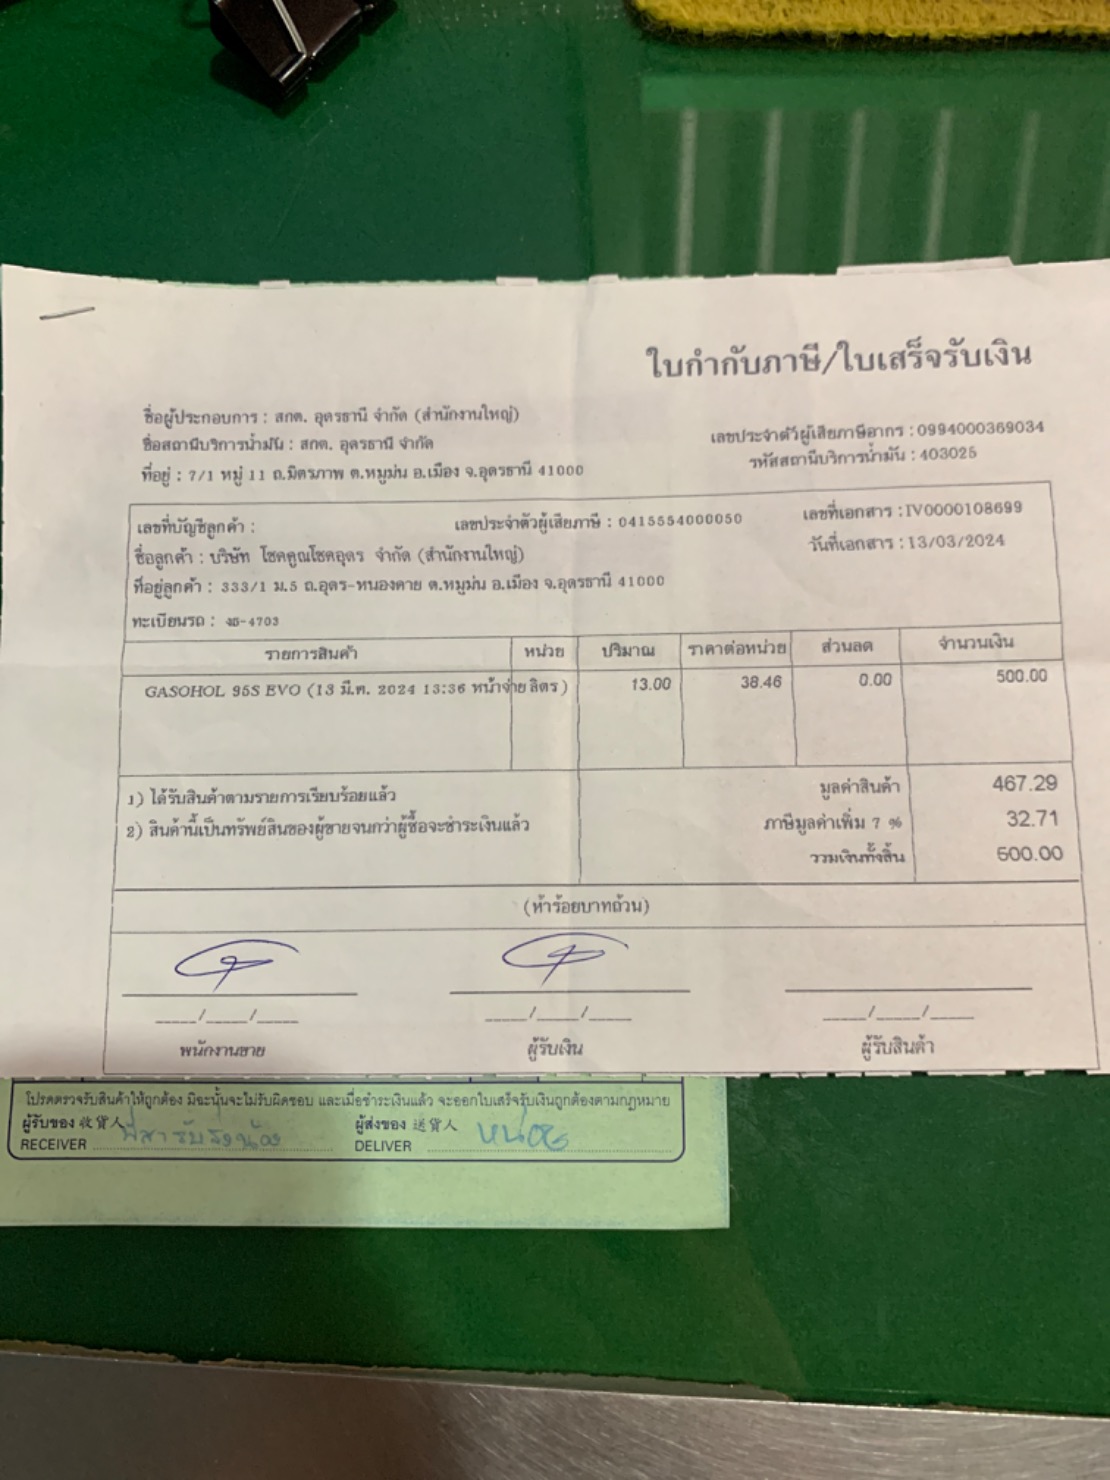 ใบกำกับภาษี/ใบเสร็จรับเงิน
ชื่อผู้ประกอบการ : สกต. อุดรธานี จำกัด (สำนักงานใหญ่)
ชื่อสถานีบริการน้ำมัน : สกต. อุดรธานี จำกัด
ที่อยู่ : 7/1 หมู่ 11 ถ.มิตรภาพ ต.หมูม่น อ.เมือง จ.อุดรธานี 41000
เลขประจำตัวผู้เสียภาษีอากร : 0994000369034
รหัสสถานีบริการน้ำมัน : 403025
เลขที่บัญชีลูกค้า : เลขประจำตัวผู้เสียภาษี : 0415554000050 เลขที่เอกสาร : IV0000108699
ชื่อลูกค้า : บริษัท โชคคูณโชคอุดร จำกัด (สำนักงานใหญ่) วันที่เอกสาร : 13/03/2024
ที่อยู่ลูกค้า : 333/1 ม.5 ถ.อุดร-หนองคาย ต.หมูม่น อ.เมือง จ.อุดรธานี 41000
ทะเบียนรถ : -4703
รายการสินค้า หน่วย ปริมาณ ราคาต่อหน่วย ส่วนลด จำนวนเงิน
GASOHOL 95S EVO (13 มี.ค. 2024 13:36 หน้าจ่าย ลิตร ) 13.00 38.46 0.00 500.00
1) ได้รับสินค้าตามรายการเรียบร้อยแล้ว มูลค่าสินค้า 467.29
2) สินค้านี้เป็นทรัพย์สินของผู้ขายจนกว่าผู้ซื้อจะชำระเงินแล้ว ภาษีมูลค่าเพิ่ม 7 % 32.71
รวมเงินทั้งสิ้น 500.00
(ห้าร้อยบาทถ้วน)
____/____/____ ____/____/____ ____/____/____
พนักงานขาย ผู้รับเงิน ผู้รับสินค้า
โปรดตรวจรับสินค้าให้ถูกต้อง มิฉะนั้นจะไม่รับผิดชอบ และเมื่อชำระเงินแล้ว จะออกใบเสร็จรับเงินถูกต้องตามกฎหมาย
ผู้รับของ 收貨人 ผู้ส่งของ 送貨人
RECEIVER DELIVER